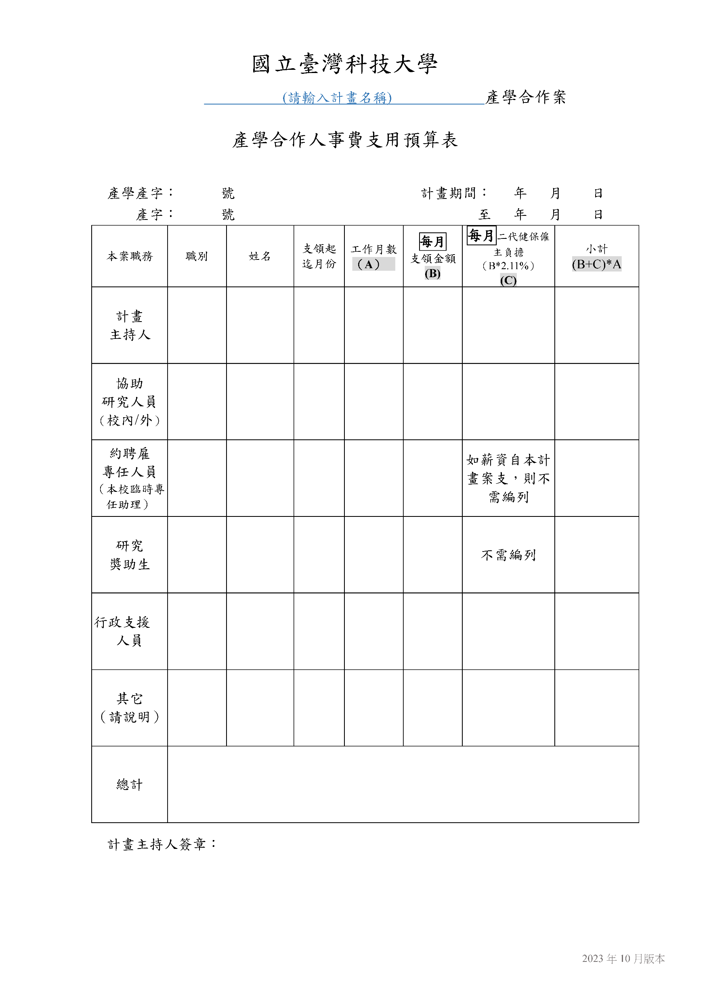 國立臺灣科技大學
(請輸入計畫名稱) 產學合作案
產學合作人事費支用預算表
產學產字： 號 計畫期間： 年 月 日
產字： 號 至 年 月 日
本案職務 職別 姓名 支領起迄月份 工作月數（A） 每月支領金額(B) 每月二代健保僱主負擔（B*2.11%）(C) 小計(B+C)*A
計畫
主持人
協助
研究人員
（校內/外）
約聘雇
專任人員
（本校臨時專
任助理）
如薪資自本計
畫案支，則不
需編列
研究
獎助生
不需編列
行政支援
人員
其它
（請說明）
總計
計畫主持人簽章：
2023 年 10 月版本